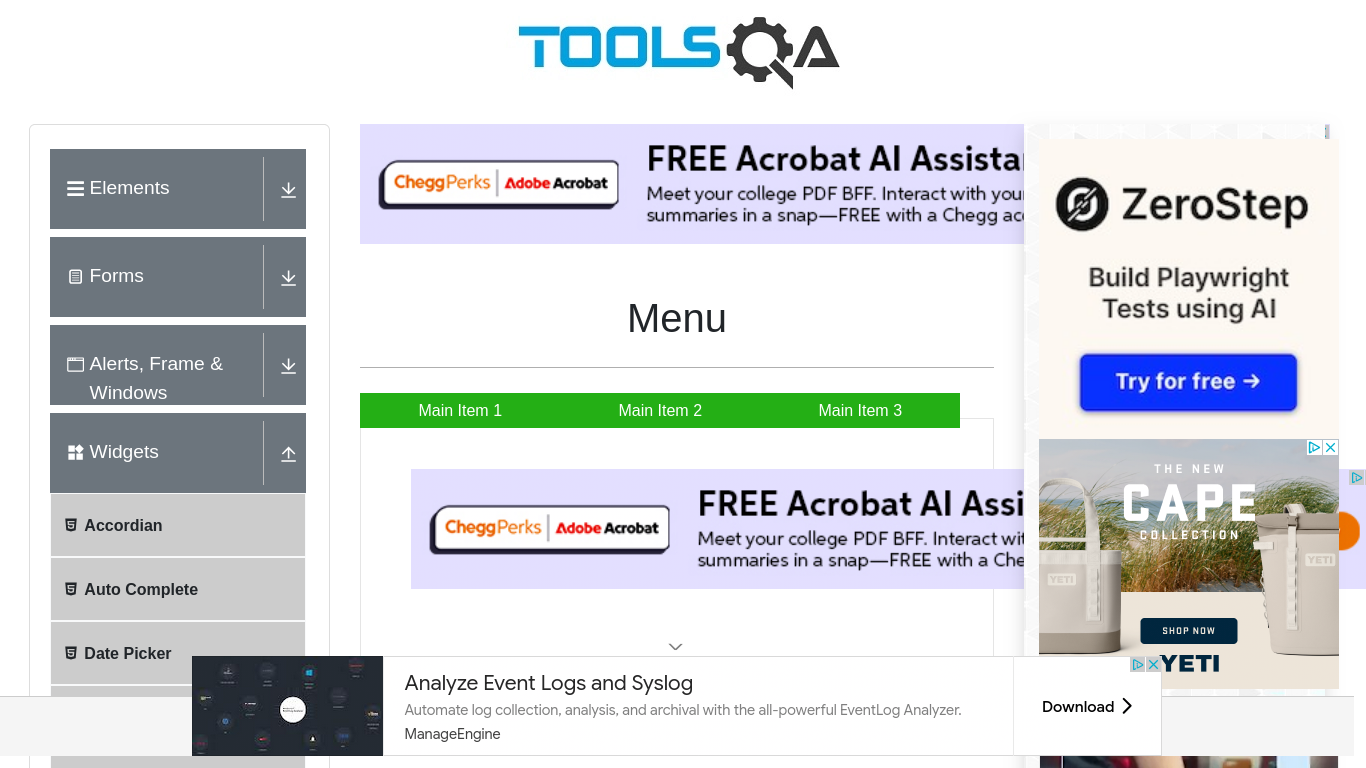 TOOLSQA
Elements
Forms
Alerts, Frame &
Windows
Widgets
Accordian
Auto Complete
Date Picker
CheggPerks | Adobe Acrobat
FREE Acrobat AI Assista
Meet your college PDF BFF. Interact with you
summaries in a snap—FREE with a Chegg acc
Menu
Main Item 1
Main Item 2
Main Item 3
CheggPerks | Adobe Acrobat
FREE Acrobat AI Assi
Meet your college PDF BFF. Interact wit
summaries in a snap—FREE with a Che
ZeroStep
Build Playwright
Tests using AI
Try for free →
THE NEW
CAPE
COLLECTION
YETI
YETI
SHOP NOW
YETI
Analyze Event Logs and Syslog
Automate log collection, analysis, and archival with the all-powerful EventLog Analyzer.
ManageEngine
Download